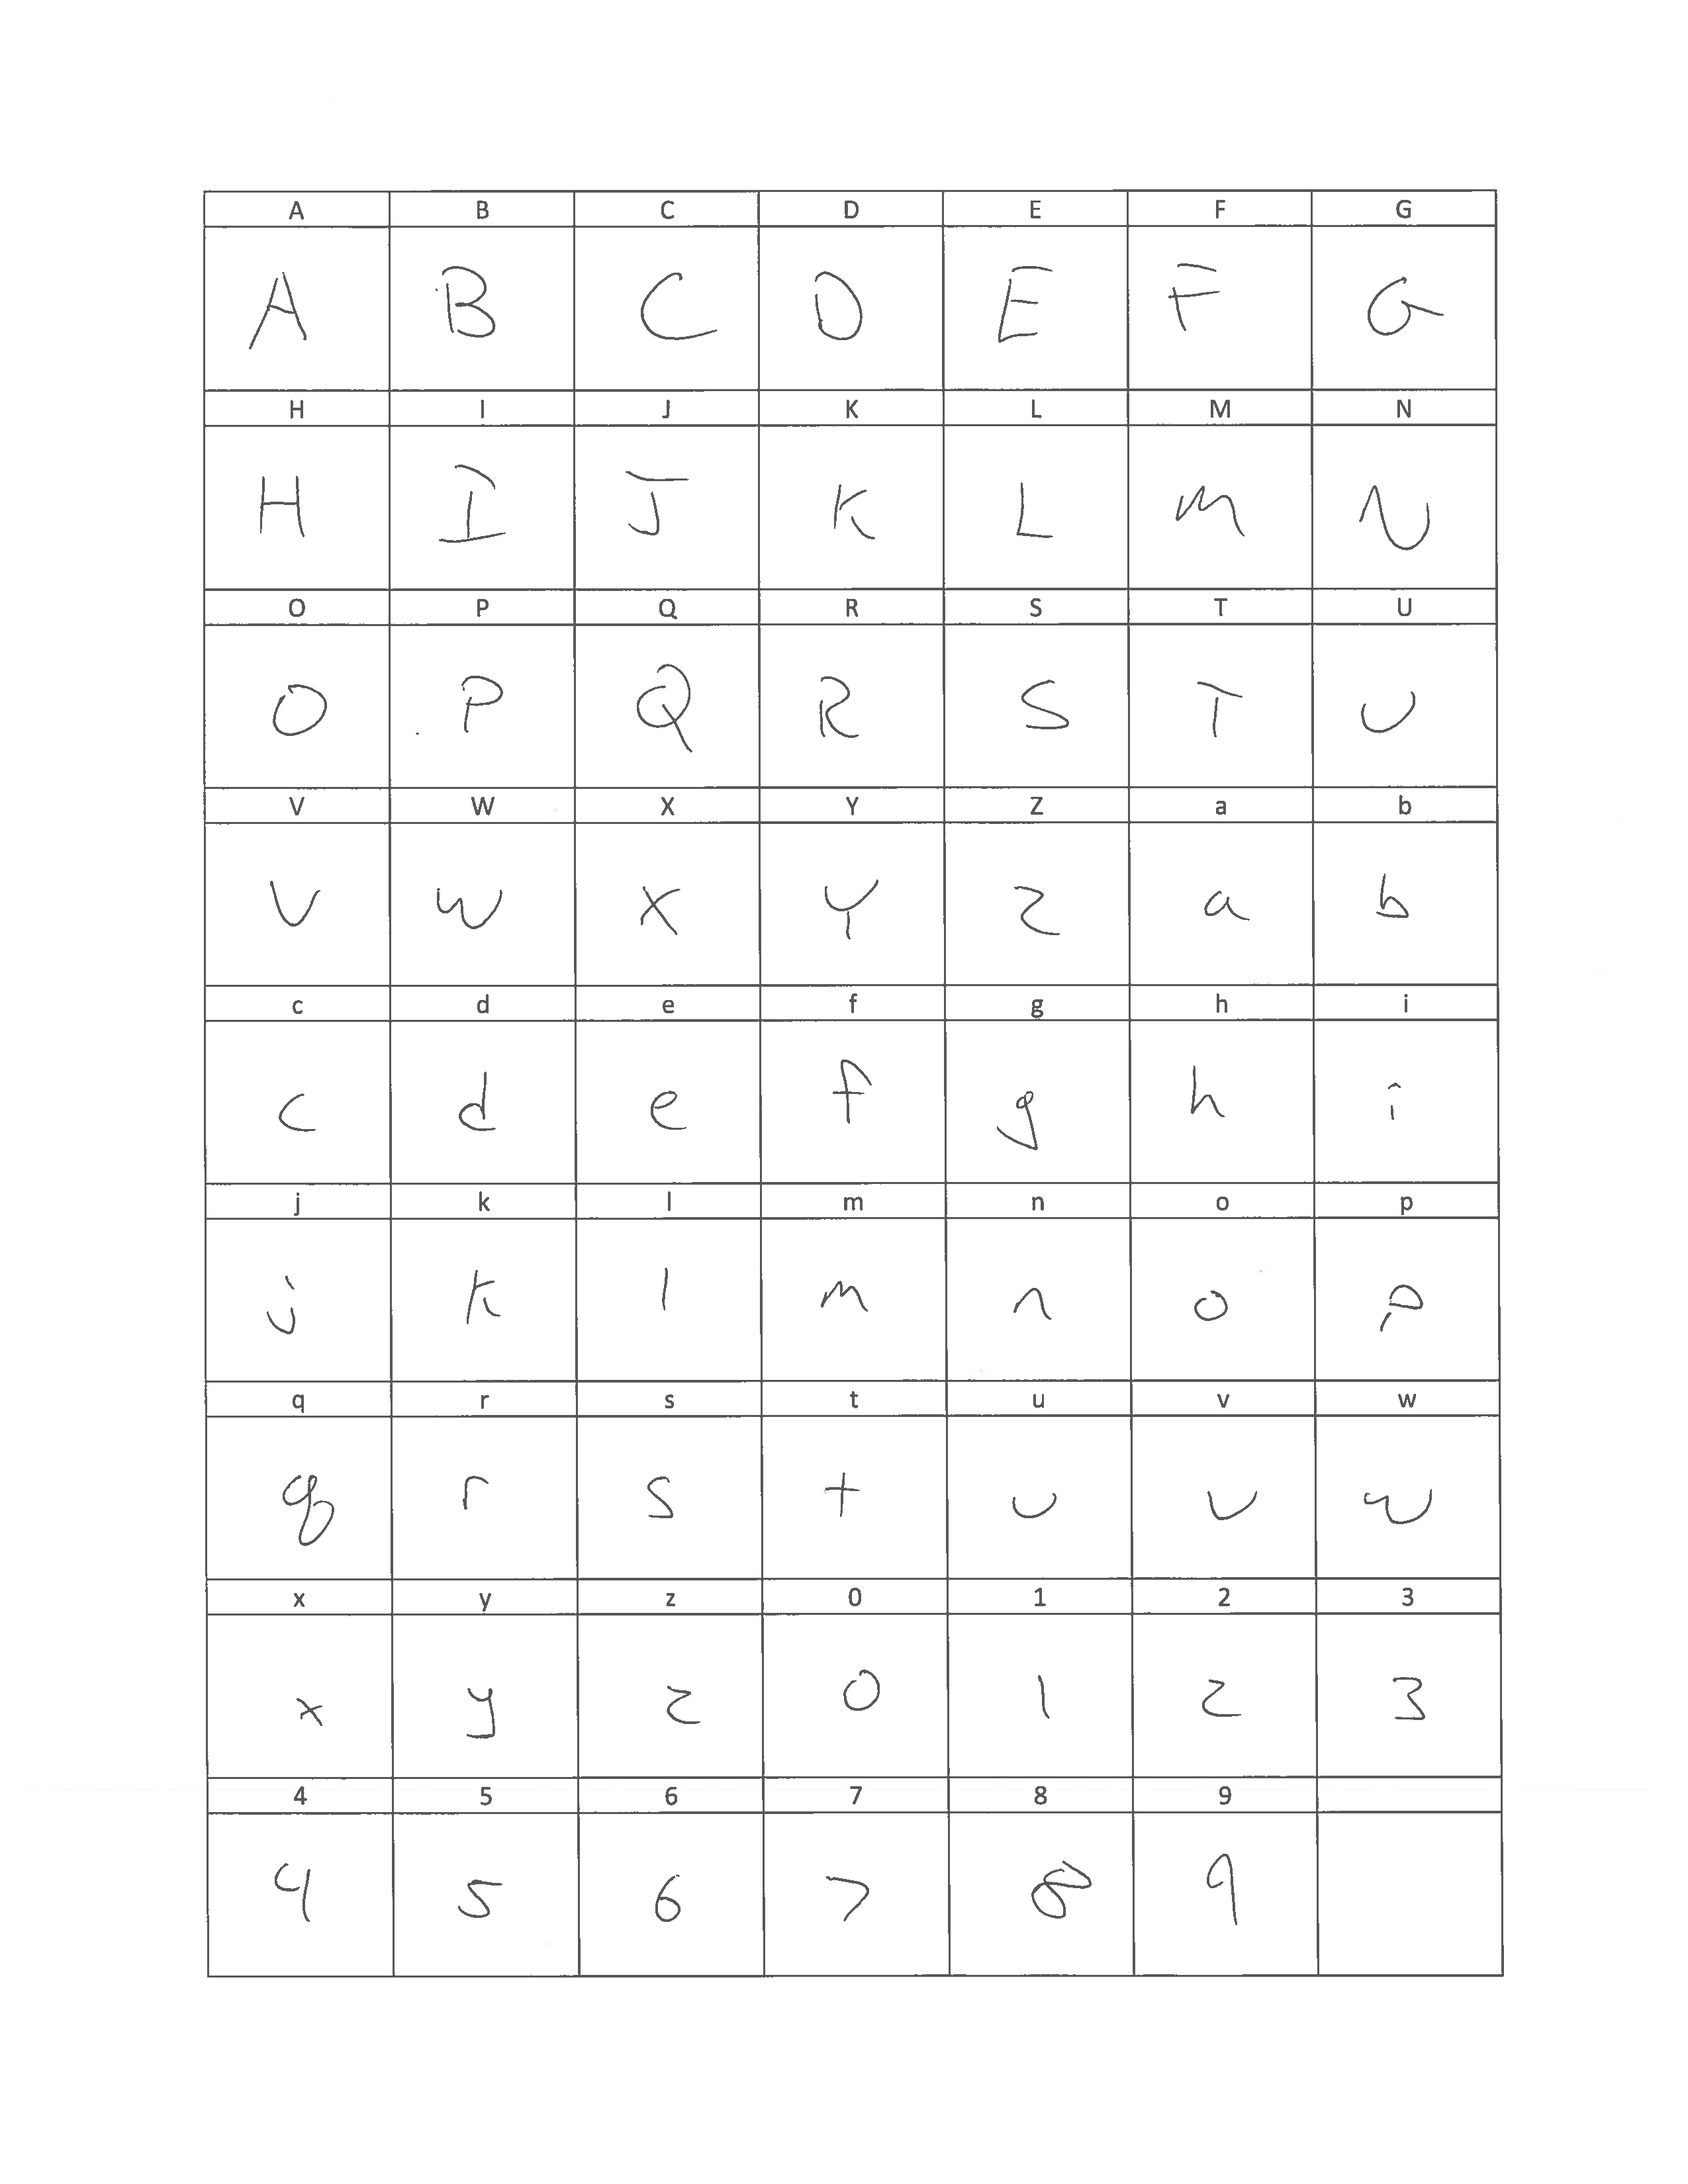 A B C D E F G
A B C D E F G
H I J K L M N
H I J K L M N
O P Q R S T U
O P Q R S T U
V W X Y Z a b
V W X Y Z a b
c d e f g h i
c d e f g h i
j k l m n o p
j k l m n o p
q r s t u v w
q r s t u v w
x y z 0 1 2 3
x y z 0 1 2 3
4 5 6 7 8 9
4 5 6 7 8 9